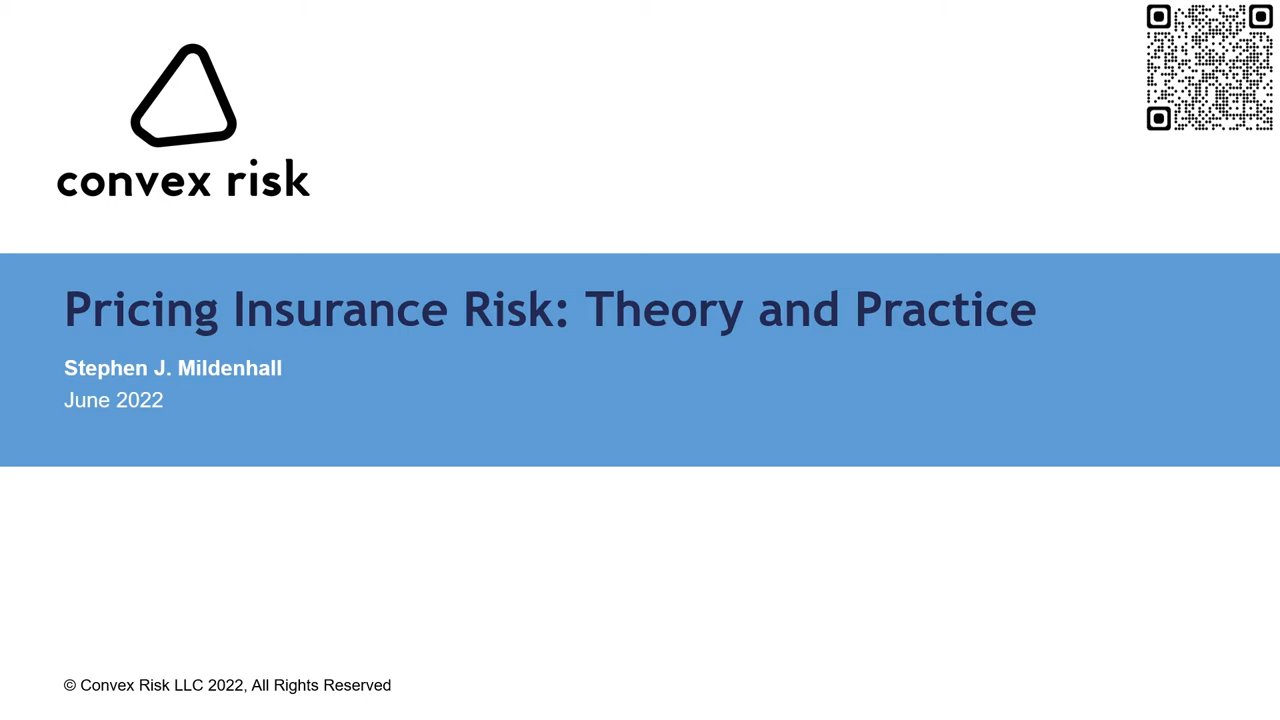 convex risk
Pricing Insurance Risk: Theory and Practice
Stephen J. Mildenhall
June 2022
© Convex Risk LLC 2022, All Rights Reserved